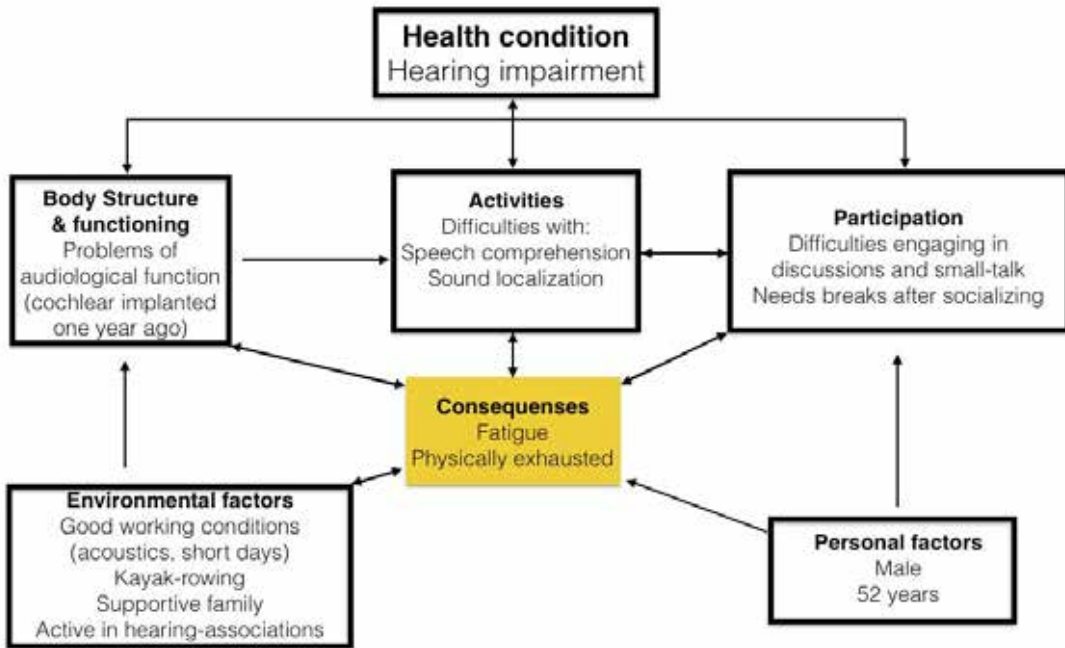 Health condition
Hearing impairment
Body Structure
& functioning
Problems of
audiological function
(cochlear implanted
one year ago)
Activities
Difficulties with:
Speech comprehension
Sound localization
Participation
Difficulties engaging in
discussions and small-talk
Needs breaks after socializing
Consequenses
Fatigue
Physically exhausted
Environmental factors
Good working conditions
(acoustics, short days)
Kayak-rowing
Supportive family
Active in hearing-associations
Personal factors
Male
52 years